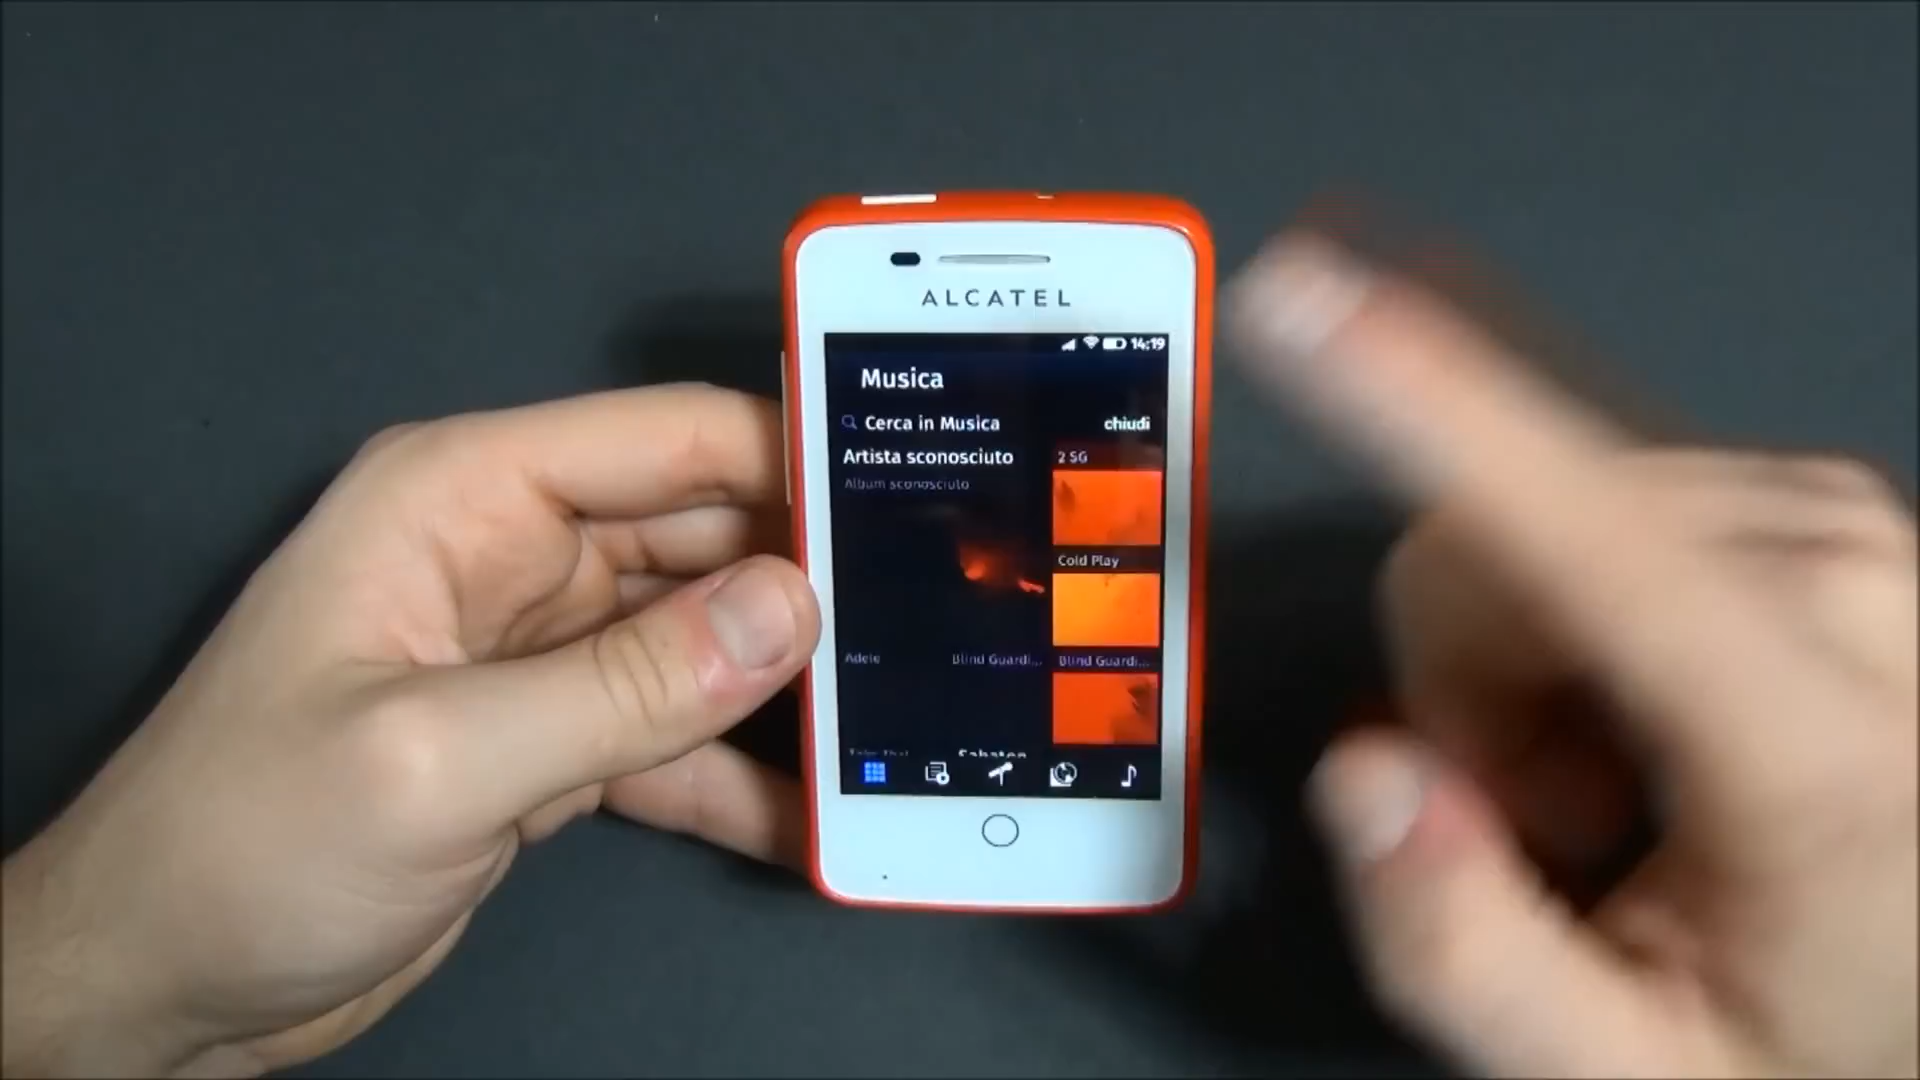 ALCATEL
14:19
Musica
Cerca in Musica
chiudi
Artista sconosciuto
2 SG
Album sconosciuto
Cold Play
Adele
Blind Guardi...
Blind Guardi...
Sabaton